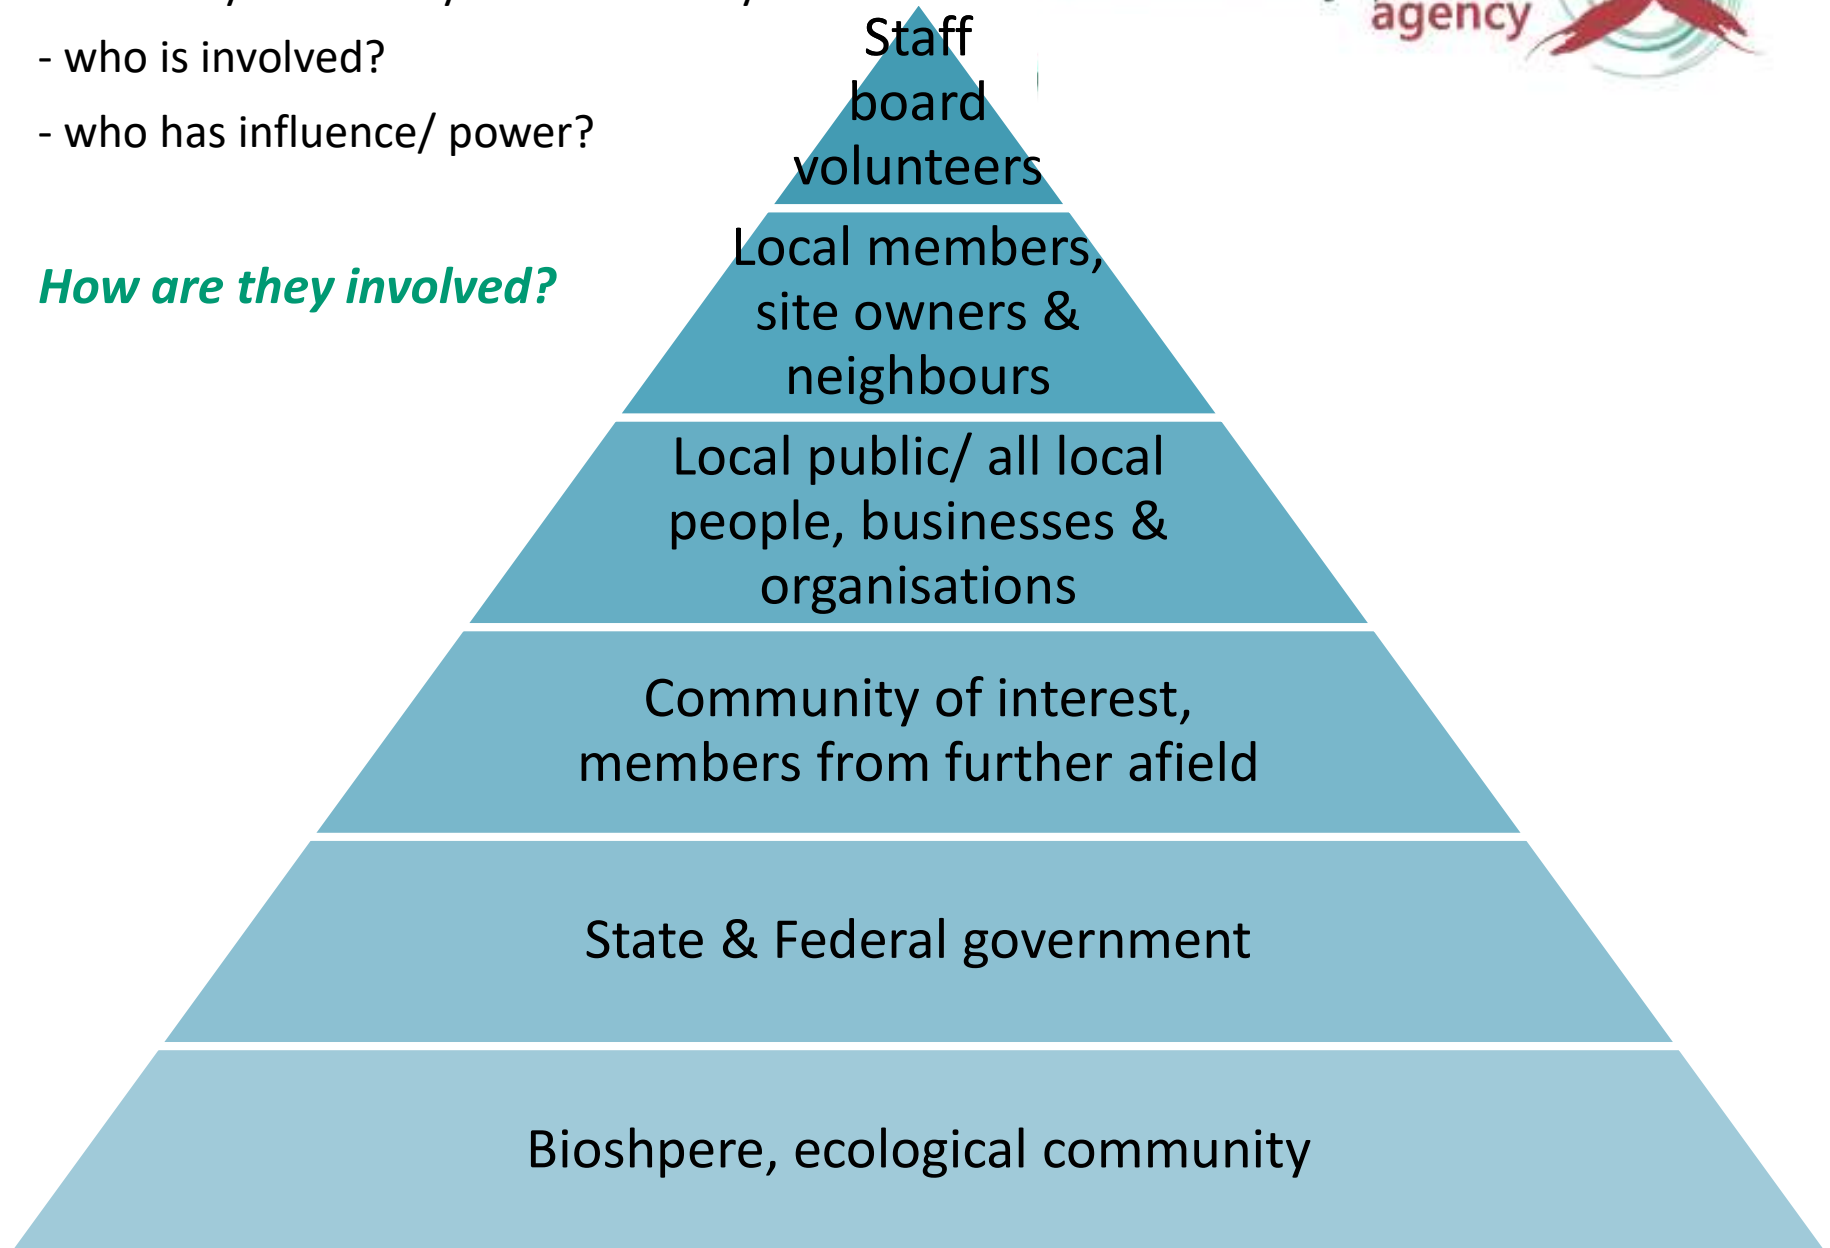 - who is involved?
- who has influence/ power?
How are they involved?
agency
Staff
board
volunteers
Local members,
site owners &
neighbours
Local public/ all local
people, businesses &
organisations
Community of interest,
members from further afield
State & Federal government
Bioshpere, ecological community